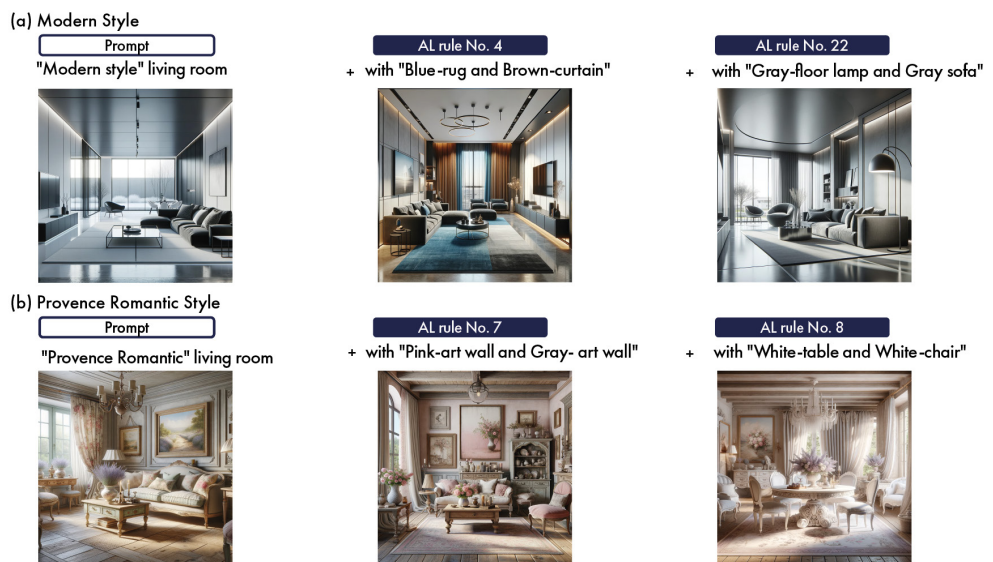 (a) Modern Style
Prompt
AL rule No. 4
AL rule No. 22
"Modern style" living room
+ with "Blue-rug and Brown-curtain"
+ with "Gray-floor lamp and Gray sofa"
(b) Provence Romantic Style
Prompt
AL rule No. 7
AL rule No. 8
"Provence Romantic" living room
+ with "Pink-art wall and Gray- art wall"
+ with "White-table and White-chair"